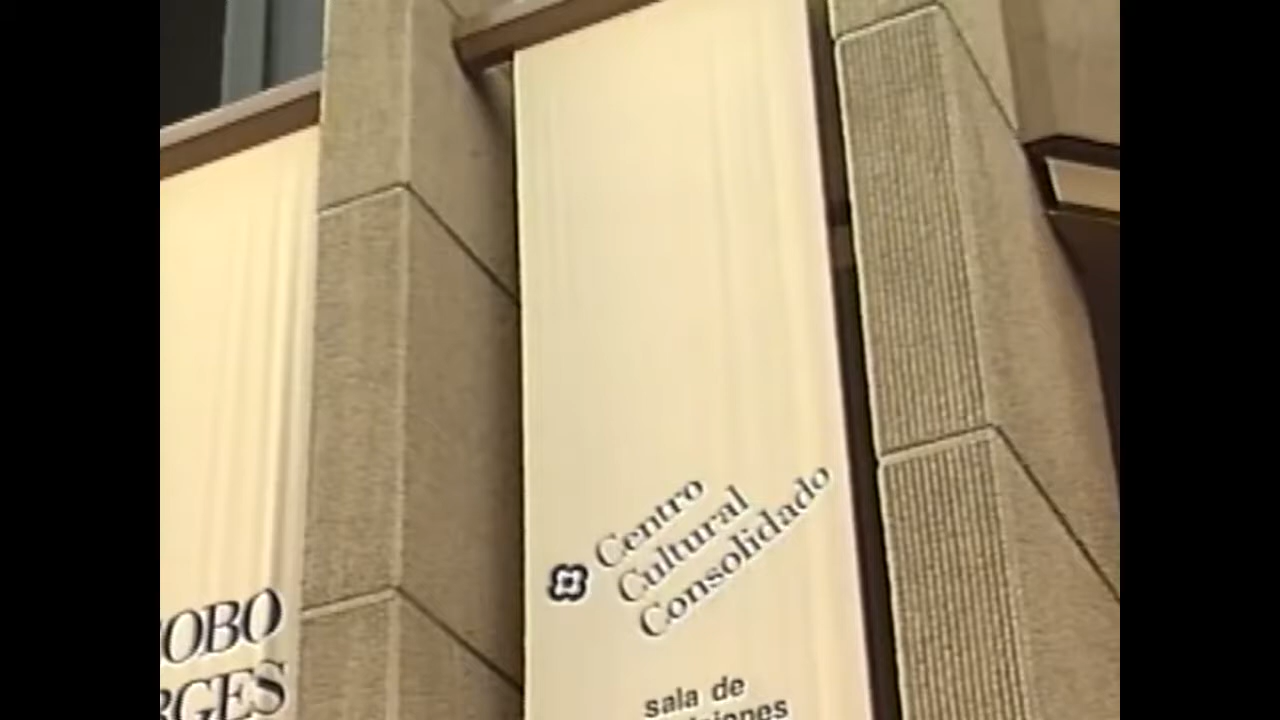 OBO
RGES
Centro
Cultural
Consolidado
sala de